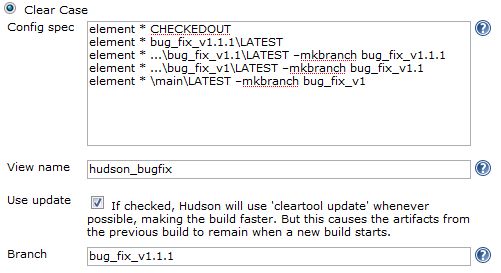 Clear Case
Config spec
element * CHECKEDOUT
element * bug_fix_v1.1.1\LATEST
element * ...\bug_fix_v1.1\LATEST –mkbranch bug_fix_v1.1.1
element * ...\bug_fix_v1\LATEST –mkbranch bug_fix_v1.1
element * \main\LATEST –mkbranch bug_fix_v1
View name
hudson_bugfix
Use update
If checked, Hudson will use 'cleartool update' whenever
possible, making the build faster. But this causes the artifacts from
the previous build to remain when a new build starts.
Branch
bug_fix_v1.1.1